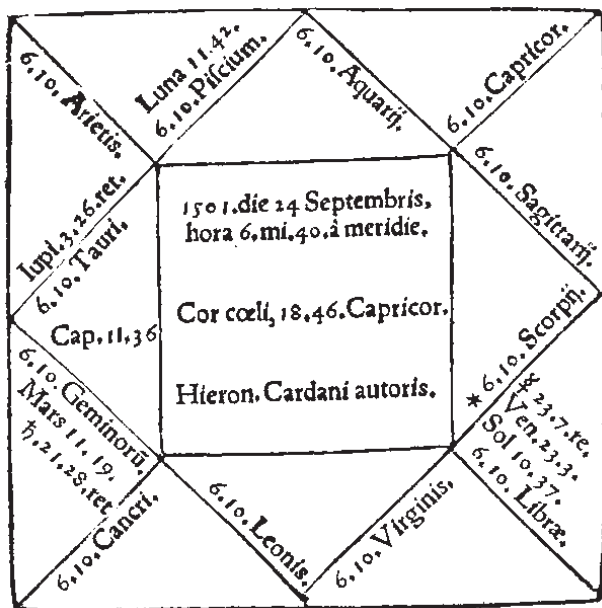 6.10. Arietis.
Luna 11.42.
6.10. Piſcium.
6.10. Aquarij.
6.10. Capricor.
6.10. Sagittarij.
Iupi. 3.26. ret.
6.10. Tauri.
1501. die 24 Septembris,
hora 6. mi. 40. à meridie.
Cor cœli, 18.46. Capricor.
Hieron. Cardani autoris.
Cap. 11.36
6.10. Geminorũ.
Mars 11.19.
♄. 21.28. ret
6.10. Cancri.
6.10. Leonis.
6.10. Virginis.
* 6.10. Scorpij.
☿ 23.7. re.
Ven. 23.3.
Sol 10.37.
6.10. Libræ.